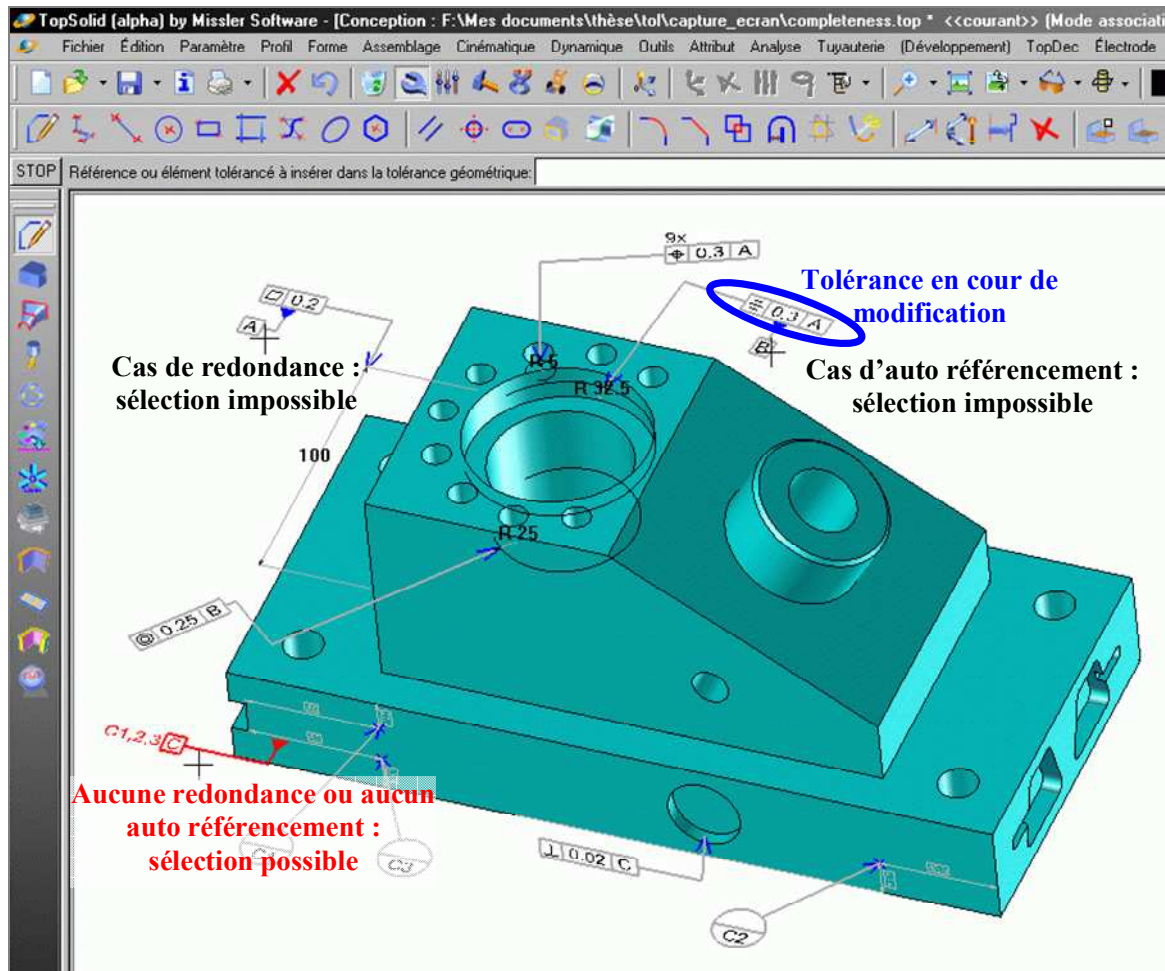 TopSolid (alpha) by Missler Software - [Conception : F:\Mes documents\thèse\tol\capture_ecran\completeness.top * <<courant>> (Mode associati
Fichier Édition Paramètre Profil Forme Assemblage Cinématique Dynamique Outils Attribut Analyse Tuyauterie (Développement) TopDec Électrode
STOP Référence ou élément tolérancé à insérer dans la tolérance géométrique:
9x
0.3 A
Tolérance en cour de
modification
0.2
A
0.3 A
B
Cas de redondance :
sélection impossible
Cas d'auto référencement :
sélection impossible
R 5
R 32.5
100
R 25
0.25 B
C1,2,3 C
Aucune redondance ou aucun
auto référencement :
sélection possible
C1
C3
0.02 C
C2